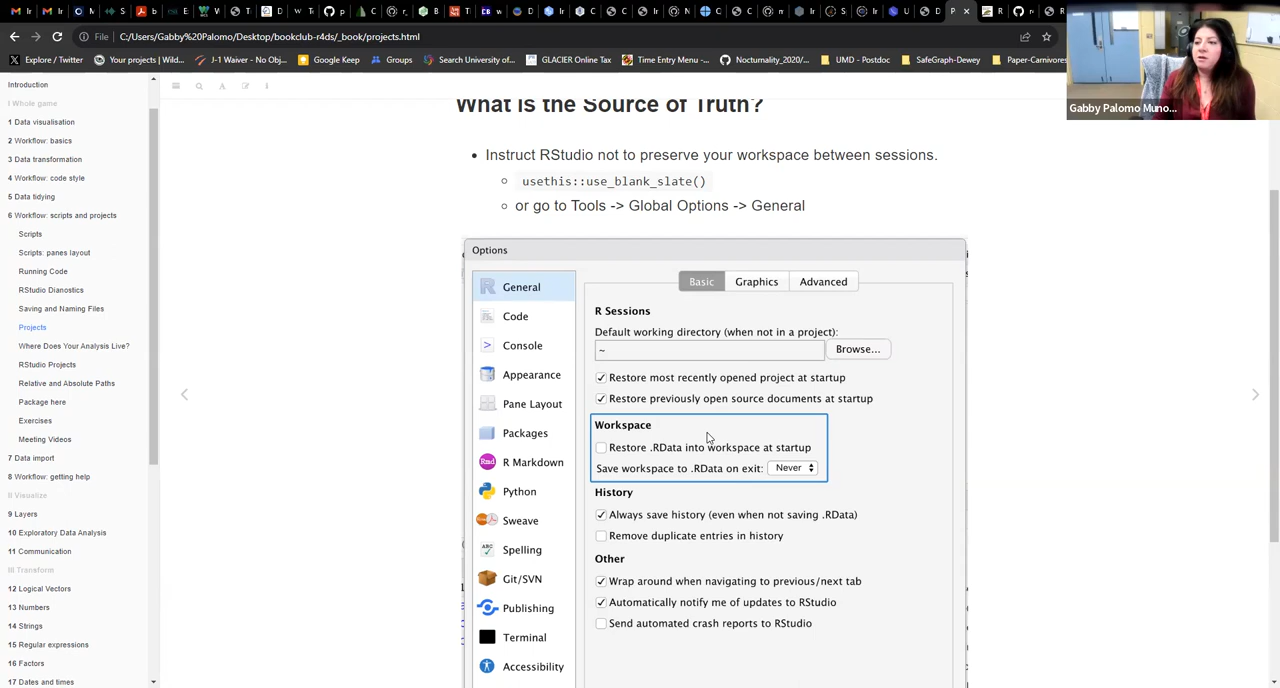 File
C:/Users/Gabby%20Palomo/Desktop/bookclub-r4ds/_book/projects.html
Explore / Twitter
Your projects | Wild...
J-1 Waiver - No Obj...
Google Keep
Groups
Search University of...
GLACIER Online Tax
Time Entry Menu -...
Nocturnality_2020/...
UMD - Postdoc
SafeGraph-Dewey
Paper-Carnivores
Gabby Palomo Muno...
Introduction
I Whole game
1 Data visualisation
2 Workflow: basics
3 Data transformation
4 Workflow: code style
5 Data tidying
6 Workflow: scripts and projects
Scripts
Scripts: panes layout
Running Code
RStudio Dianostics
Saving and Naming Files
Projects
Where Does Your Analysis Live?
RStudio Projects
Relative and Absolute Paths
Package here
Exercises
Meeting Videos
7 Data import
8 Workflow: getting help
II Visualize
9 Layers
10 Exploratory Data Analysis
11 Communication
III Transform
12 Logical Vectors
13 Numbers
14 Strings
15 Regular expressions
16 Factors
17 Dates and times
What is the Source of Truth?
• Instruct RStudio not to preserve your workspace between sessions.
usethis::use_blank_slate()
or go to Tools -> Global Options -> General
Options
General
Code
Console
Appearance
Pane Layout
Packages
R Markdown
Python
Sweave
Spelling
Git/SVN
Publishing
Terminal
Accessibility
Basic
Graphics
Advanced
R Sessions
Default working directory (when not in a project):
~
Browse...
Restore most recently opened project at startup
Restore previously open source documents at startup
Workspace
Restore .RData into workspace at startup
Save workspace to .RData on exit: Never
History
Always save history (even when not saving .RData)
Remove duplicate entries in history
Other
Wrap around when navigating to previous/next tab
Automatically notify me of updates to RStudio
Send automated crash reports to RStudio